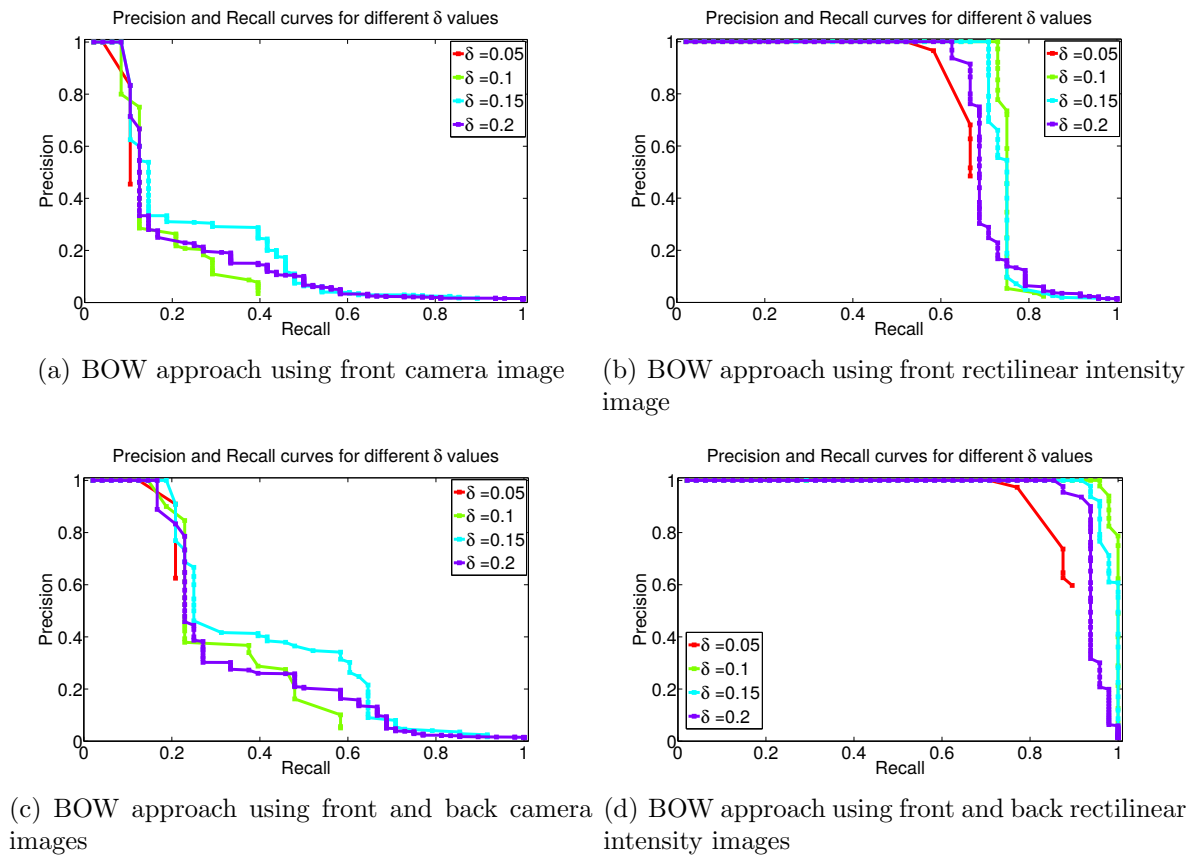 Precision and Recall curves for different δ values
1
0.8
0.6
0.4
0.2
0
Precision
0 0.2 0.4 0.6 0.8 1
Recall
δ =0.05
δ =0.1
δ =0.15
δ =0.2
(a) BOW approach using front camera image
Precision and Recall curves for different δ values
1
0.8
0.6
0.4
0.2
0
Precision
0 0.2 0.4 0.6 0.8 1
Recall
δ =0.05
δ =0.1
δ =0.15
δ =0.2
(b) BOW approach using front rectilinear intensity
image
Precision and Recall curves for different δ values
1
0.8
0.6
0.4
0.2
0
Precision
0 0.2 0.4 0.6 0.8 1
Recall
δ =0.05
δ =0.1
δ =0.15
δ =0.2
(c) BOW approach using front and back camera
images
Precision and Recall curves for different δ values
1
0.8
0.6
0.4
0.2
0
Precision
0 0.2 0.4 0.6 0.8 1
Recall
δ =0.05
δ =0.1
δ =0.15
δ =0.2
(d) BOW approach using front and back rectilinear
intensity images